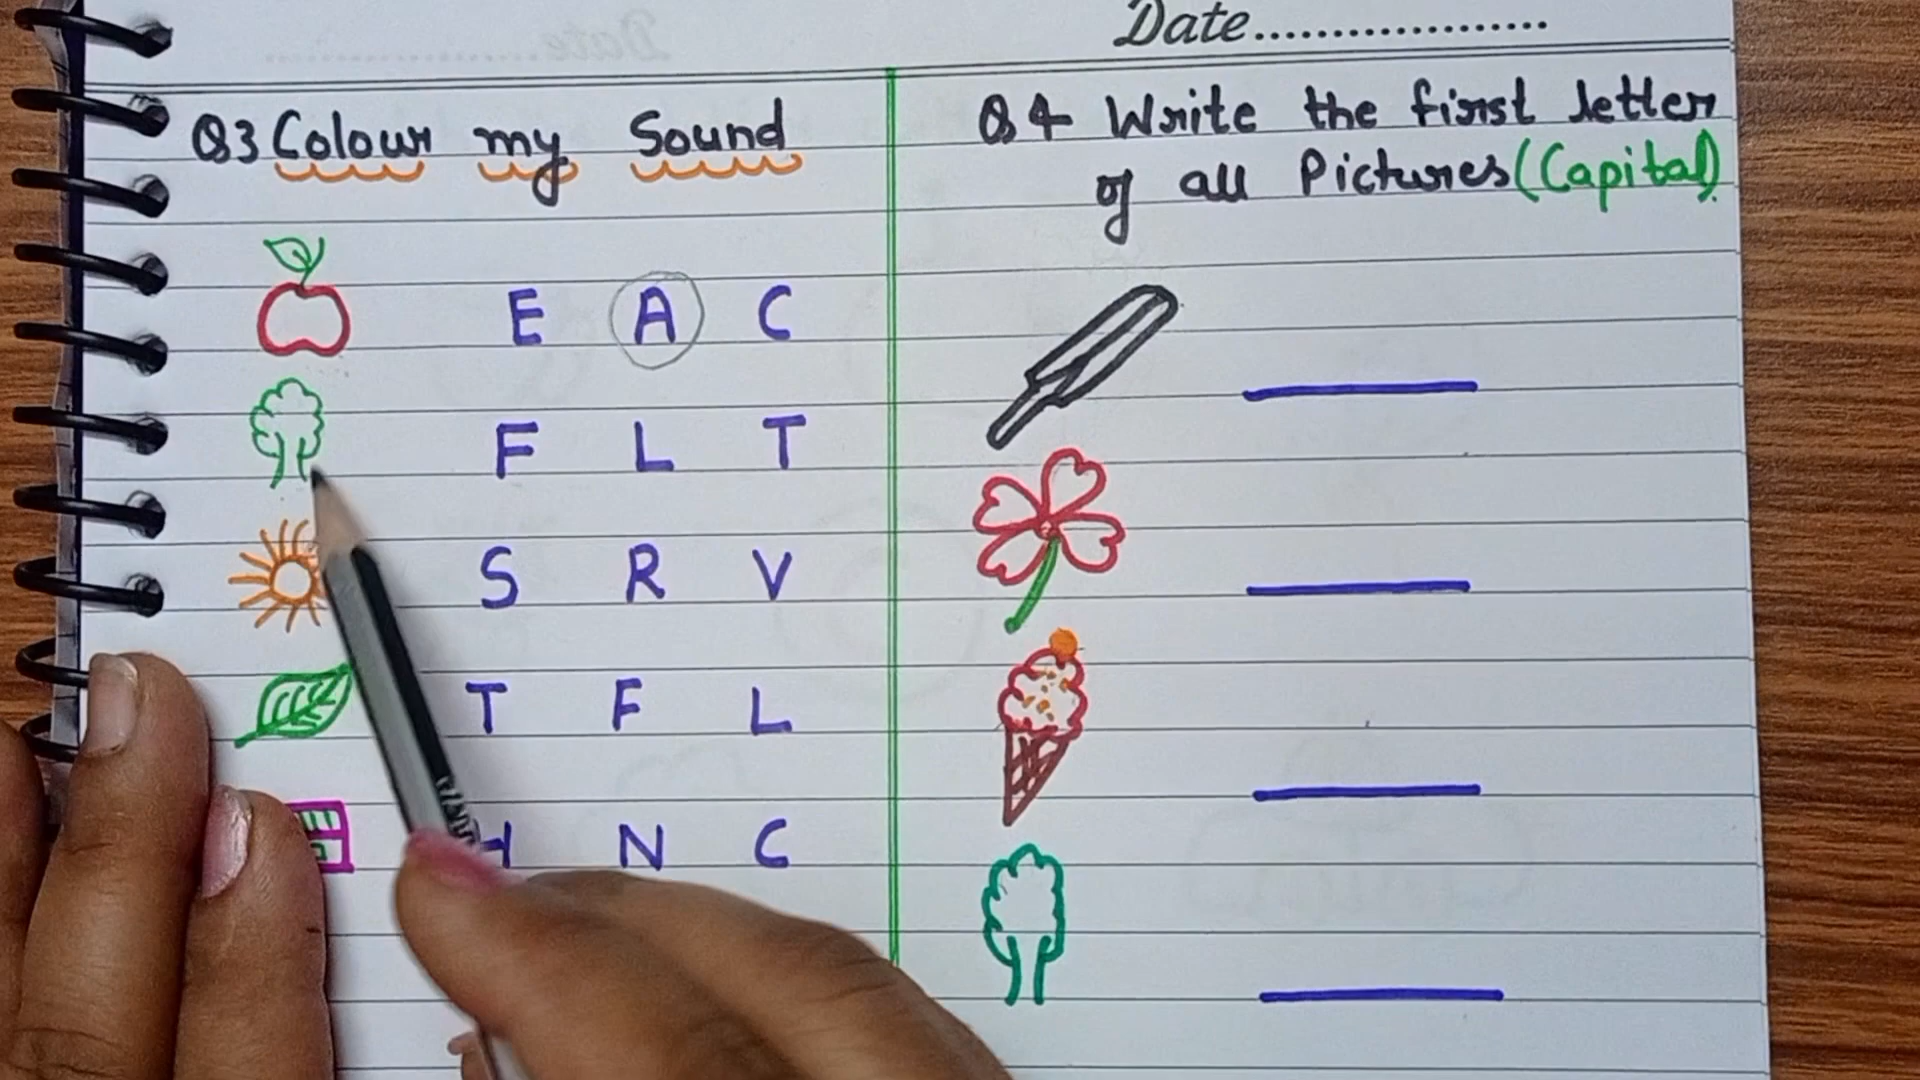 Date...................
Q3 Colour my Sound
E A C
F L T
S R V
T F L
H N C
Q4 Write the first letter
of all Pictures (Capital).